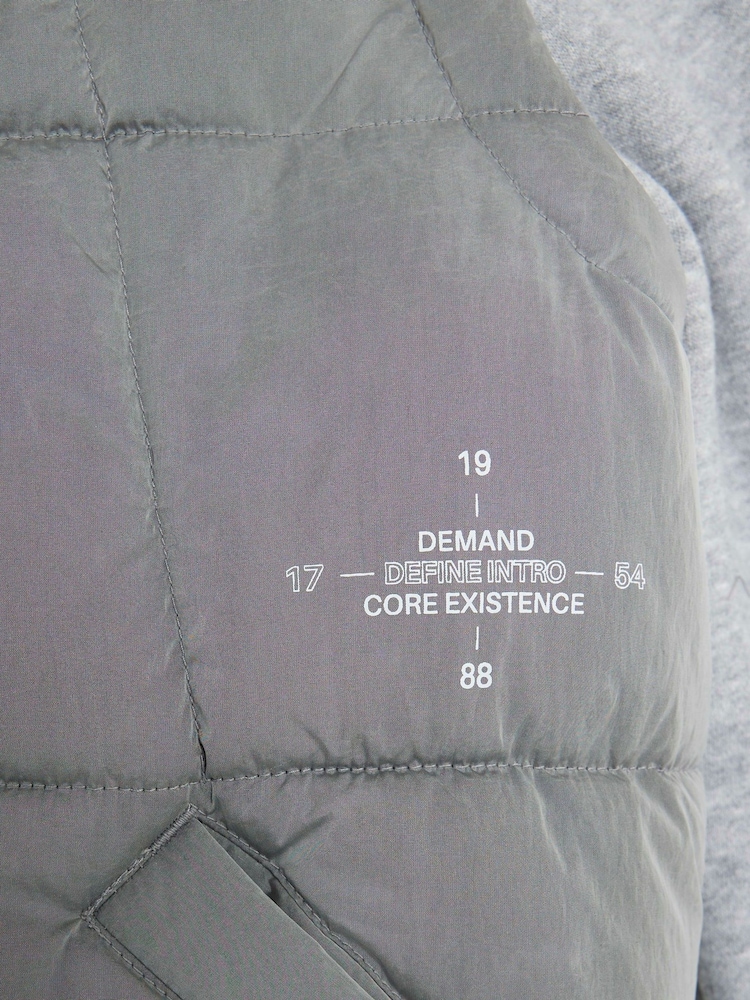 19
DEMAND
17 — DEFINE INTRO — 54
CORE EXISTENCE
88